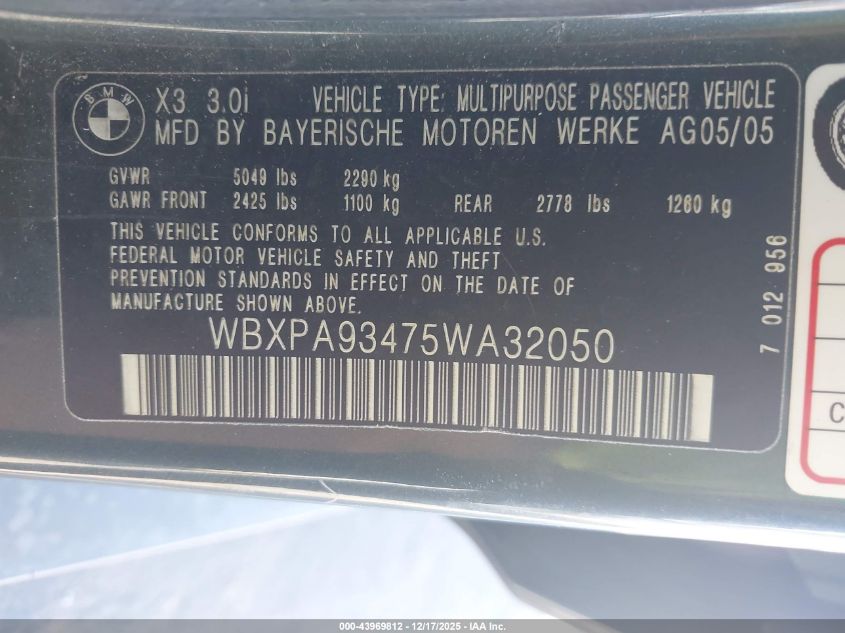 BMW
X3 3.0i VEHICLE TYPE: MULTIPURPOSE PASSENGER VEHICLE
MFD BY BAYERISCHE MOTOREN WERKE AG05/05
GVWR 5049 lbs 2290 kg
GAWR FRONT 2425 lbs 1100 kg REAR 2778 lbs 1260 kg
THIS VEHICLE CONFORMS TO ALL APPLICABLE U.S.
FEDERAL MOTOR VEHICLE SAFETY AND THEFT
PREVENTION STANDARDS IN EFFECT ON THE DATE OF
MANUFACTURE SHOWN ABOVE.
WBXPA93475WA32050
7 012 956
C
000-43969812 - 12/17/2025 - IAA Inc.